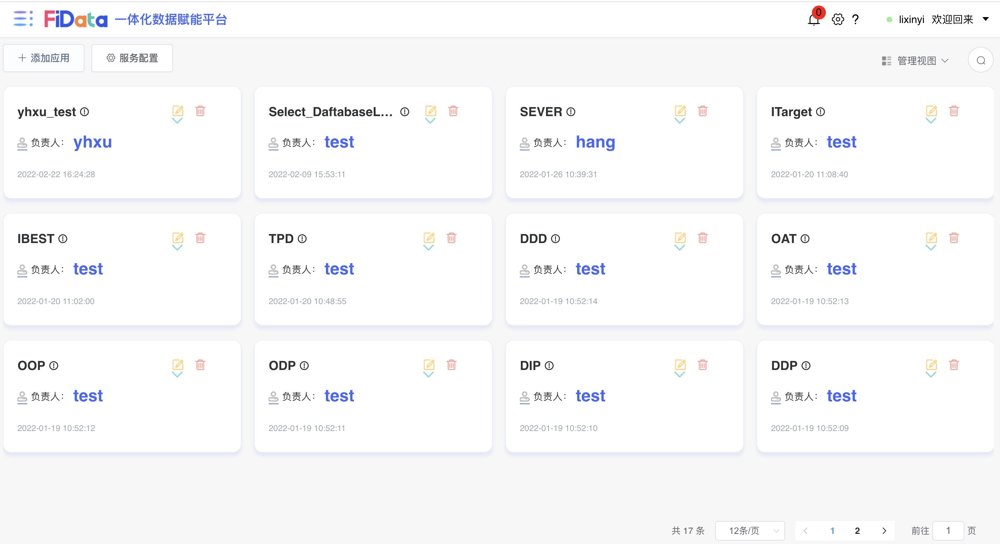 FiData 一体化数据赋能平台
0
? lixinyi 欢迎回来
添加应用 服务配置
管理视图
yhxu_test
负责人： yhxu
2022-02-22 16:24:28
Select_DaftabaseL...
负责人： test
2022-02-09 15:53:11
SEVER
负责人： hang
2022-01-26 10:39:31
ITarget
负责人： test
2022-01-20 11:08:40
IBEST
负责人： test
2022-01-20 11:02:00
TPD
负责人： test
2022-01-20 10:48:55
DDD
负责人： test
2022-01-19 10:52:14
OAT
负责人： test
2022-01-19 10:52:13
OOP
负责人： test
2022-01-19 10:52:12
ODP
负责人： test
2022-01-19 10:52:11
DIP
负责人： test
2022-01-19 10:52:10
DDP
负责人： test
2022-01-19 10:52:09
共 17 条 12条/页 1 2 前往 1 页